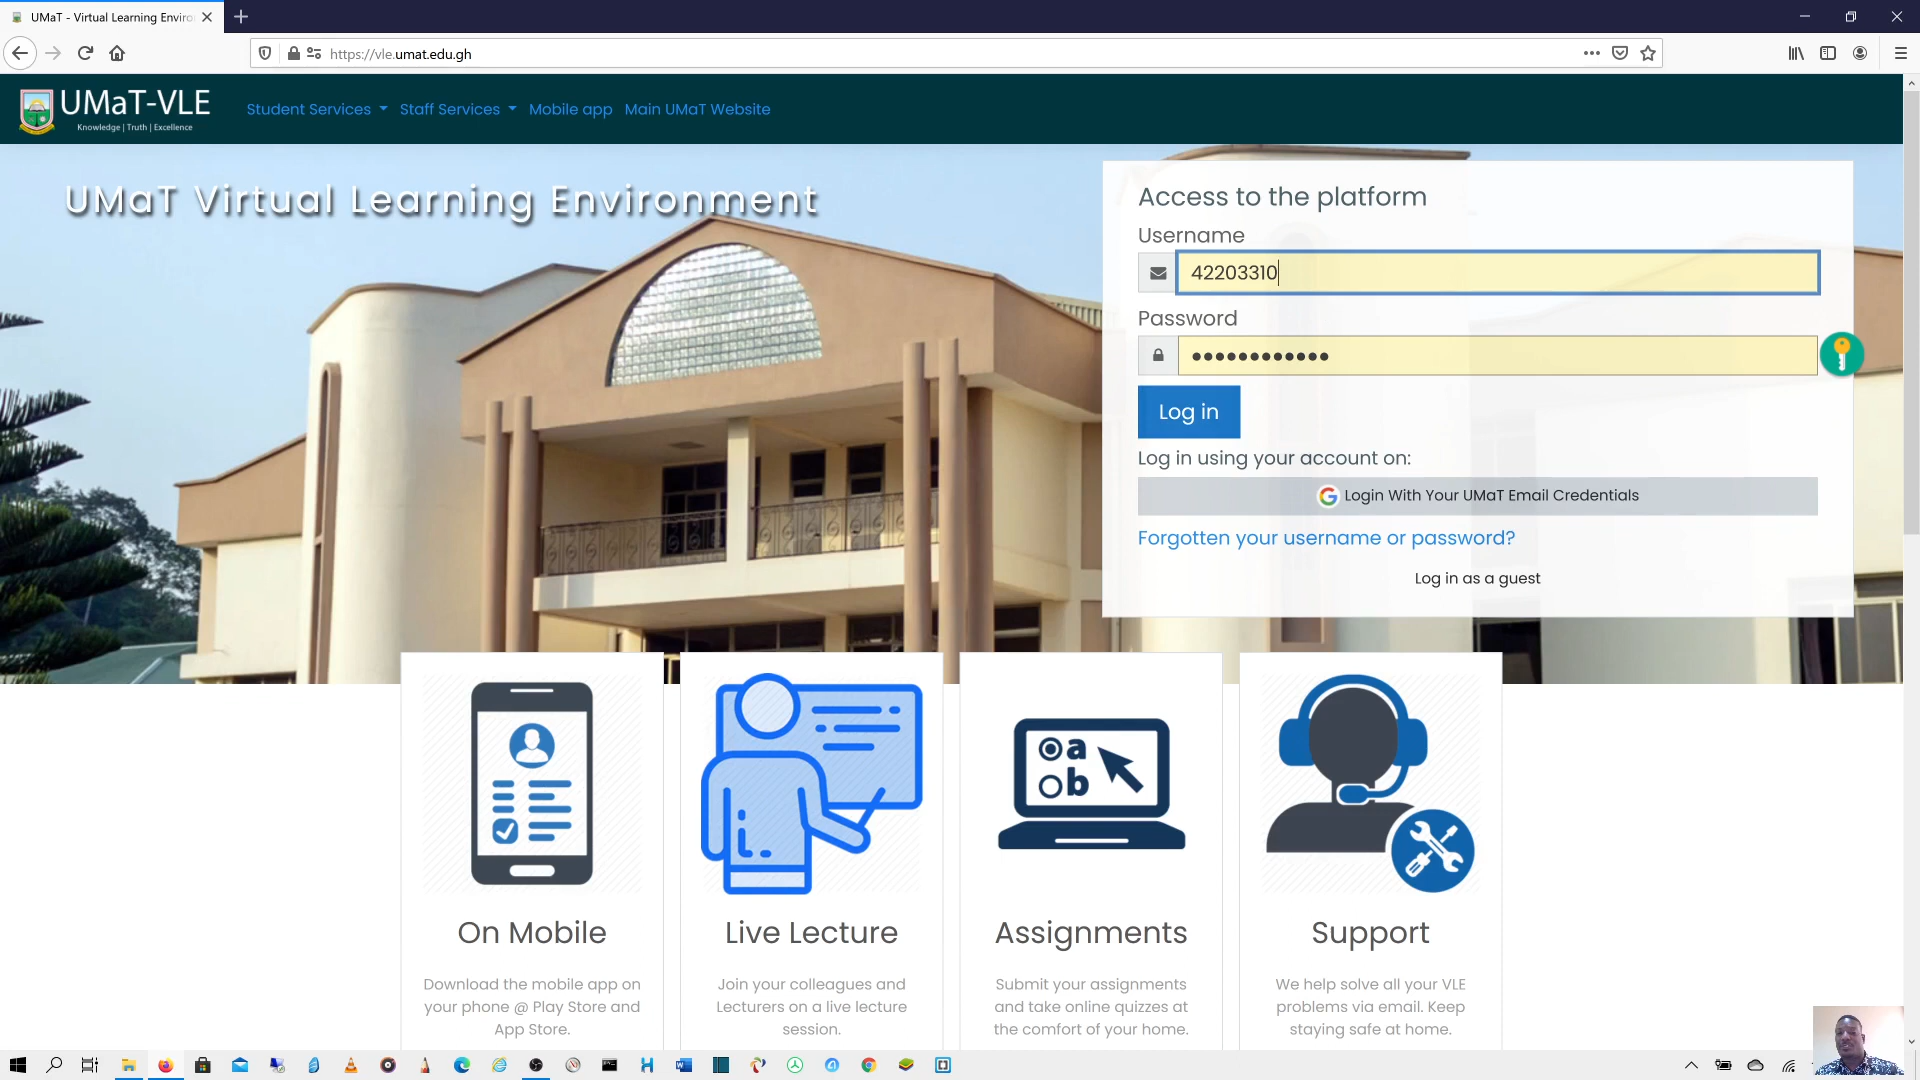 UMaT - Virtual Learning Enviro
https://vle.umat.edu.gh
UMaT-VLE
Knowledge | Truth | Excellence
Student Services
Staff Services
Mobile app
Main UMaT Website
UMaT Virtual Learning Environment
Access to the platform
Username
42203310
Password
Log in
Log in using your account on:
Login With Your UMaT Email Credentials
Forgotten your username or password?
Log in as a guest
a
b
On Mobile
Download the mobile app on
your phone @ Play Store and
App Store.
Live Lecture
Join your colleagues and
Lecturers on a live lecture
session.
Assignments
Submit your assignments
and take online quizzes at
the comfort of your home.
Support
We help solve all your VLE
problems via email. Keep
staying safe at home.